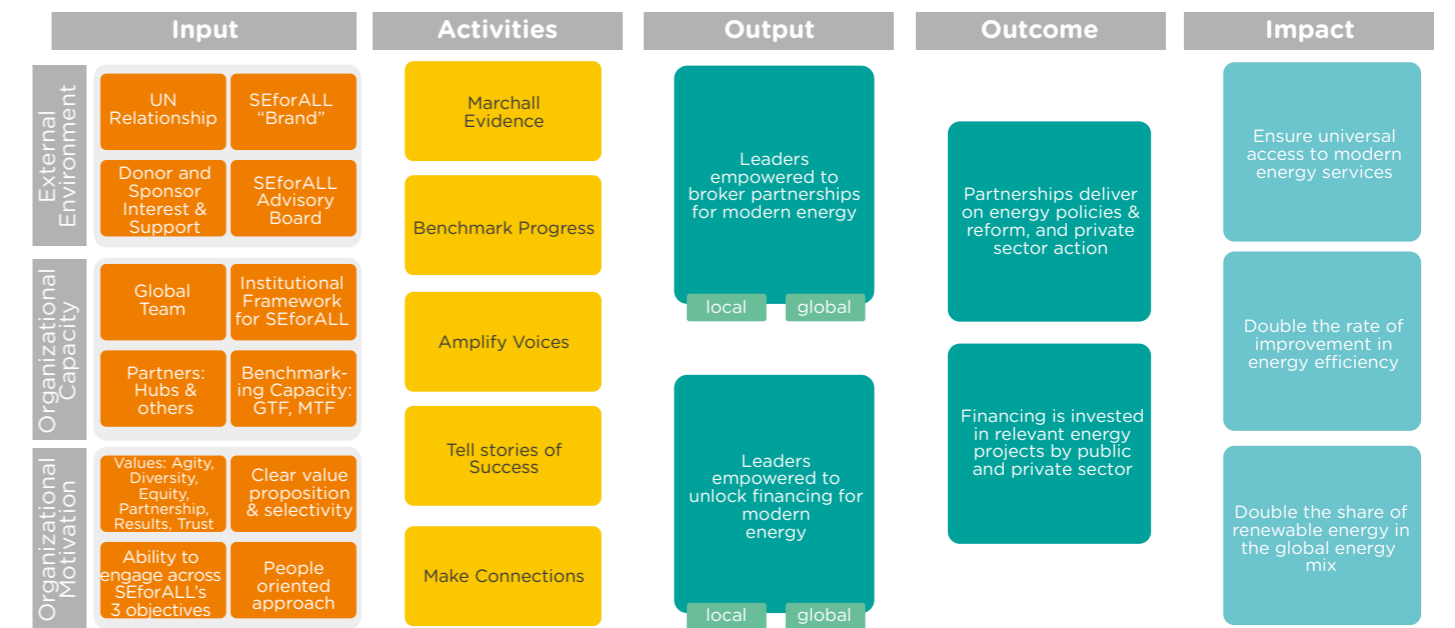 Input
Activities
Output
Outcome
Impact
External
Environment
UN
Relationship
SEforALL
“Brand”
Donor and
Sponsor
Interest &
Support
SEforALL
Advisory
Board
Organizational
Capacity
Global
Team
Institutional
Framework
for SEforALL
Partners:
Hubs &
others
Benchmark-
ing Capacity:
GTF, MTF
Organizational
Motivation
Values: Agity,
Diversity,
Equity,
Partnership,
Results, Trust
Clear value
proposition
& selectivity
Ability to
engage across
SEforALL’s
3 objectives
People
oriented
approach
Marchall
Evidence
Benchmark Progress
Amplify Voices
Tell stories of
Success
Make Connections
Leaders
empowered to
broker partnerships
for modern energy
local
global
Leaders
empowered to
unlock financing for
modern
energy
local
global
Partnerships deliver
on energy policies &
reform, and private
sector action
Financing is invested
in relevant energy
projects by public
and private sector
Ensure universal
access to modern
energy services
Double the rate of
improvement in
energy efficiency
Double the share of
renewable energy in
the global energy
mix